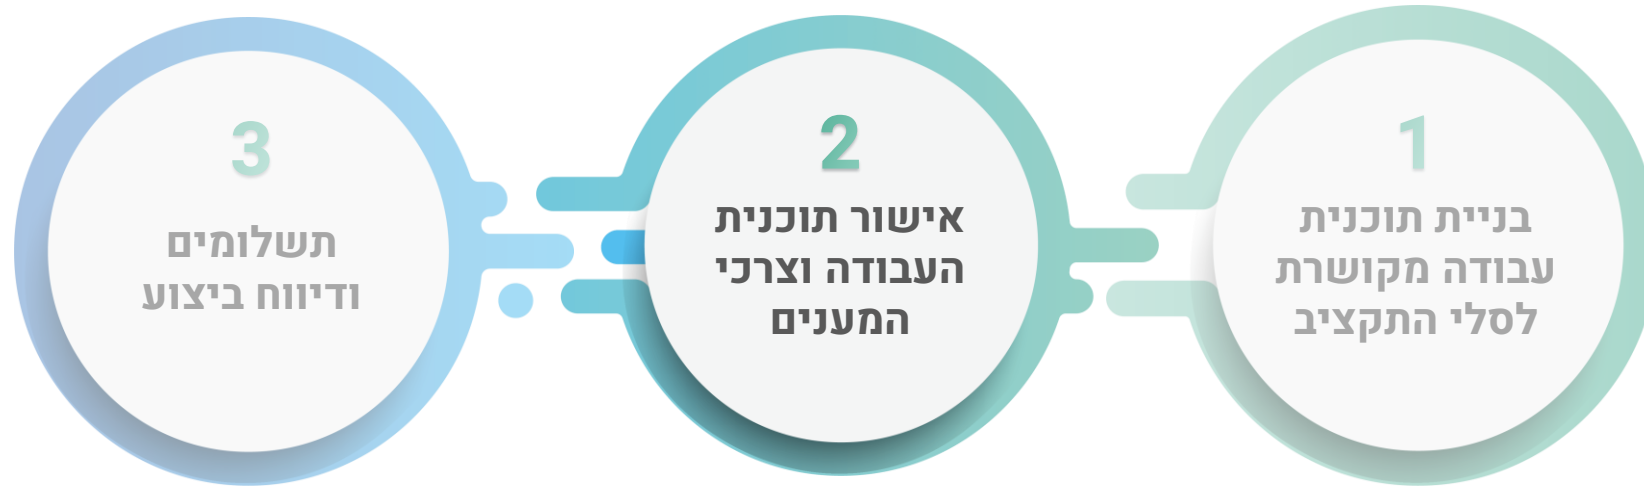 1
בניית תוכנית
עבודה מקושרת
לסלי התקציב
2
אישור תוכנית
העבודה וצרכי
המענים
3
תשלומים
ודיווח ביצוע